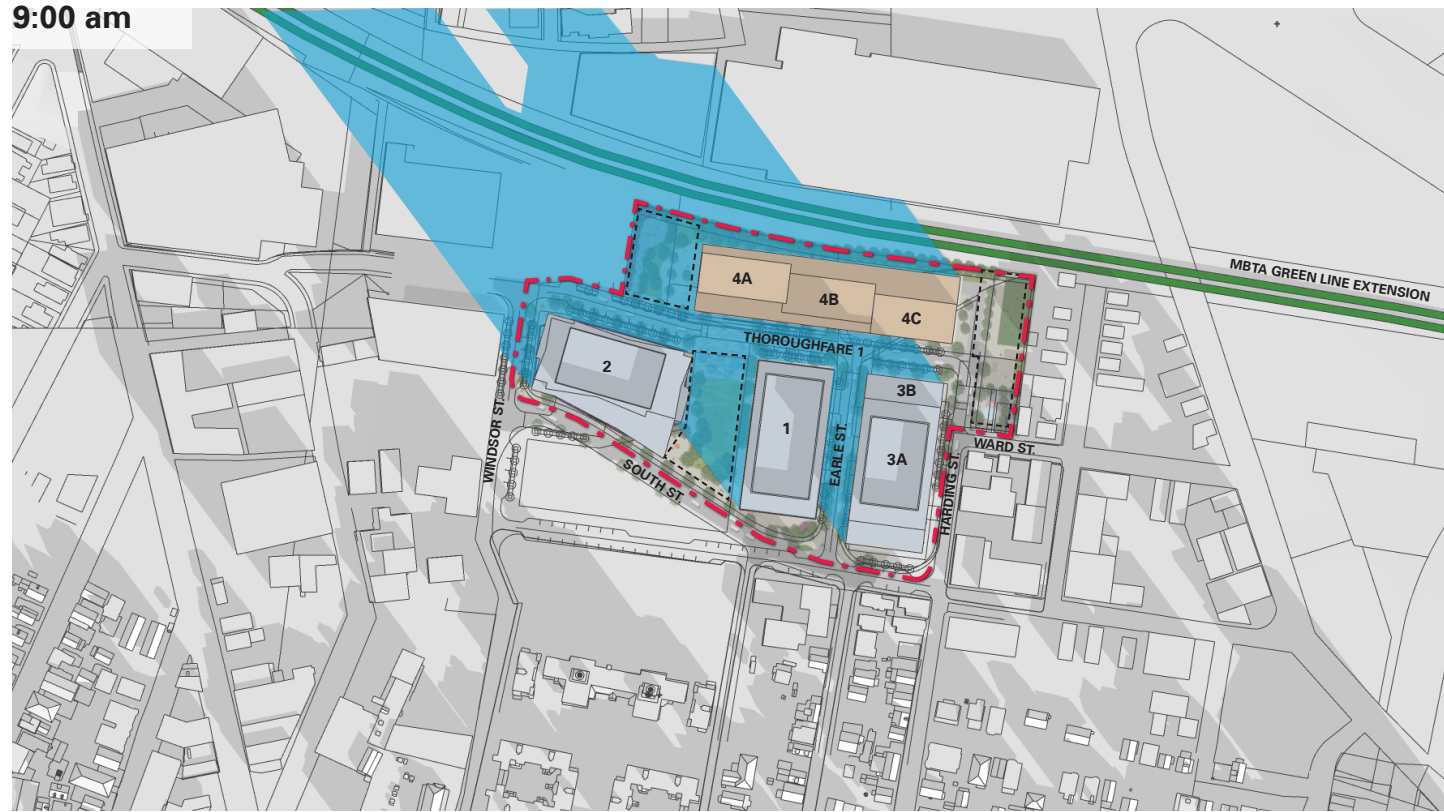 9:00 am
MBTA GREEN LINE EXTENSION
4A
4B
4C
THOROUGHFARE 1
2
3B
1
3A
WINDSOR ST.
SOUTH ST.
EARLE ST.
HARDING ST.
WARD ST.